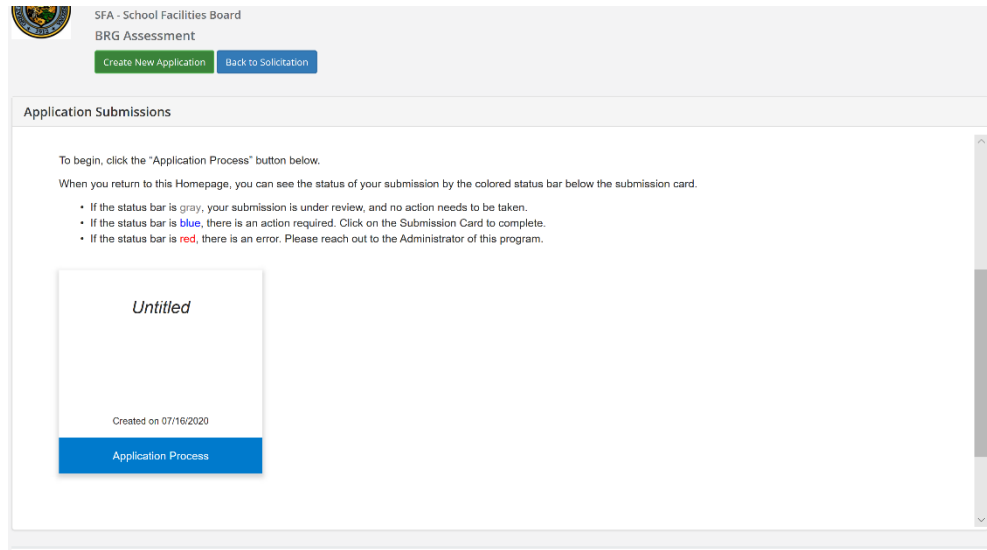 1912
SFA - School Facilities Board
BRG Assessment
Create New Application Back to Solicitation
Application Submissions
To begin, click the "Application Process" button below.
When you return to this Homepage, you can see the status of your submission by the colored status bar below the submission card.
• If the status bar is gray, your submission is under review, and no action needs to be taken.
• If the status bar is blue, there is an action required. Click on the Submission Card to complete.
• If the status bar is red, there is an error. Please reach out to the Administrator of this program.
Untitled
Created on 07/16/2020
Application Process